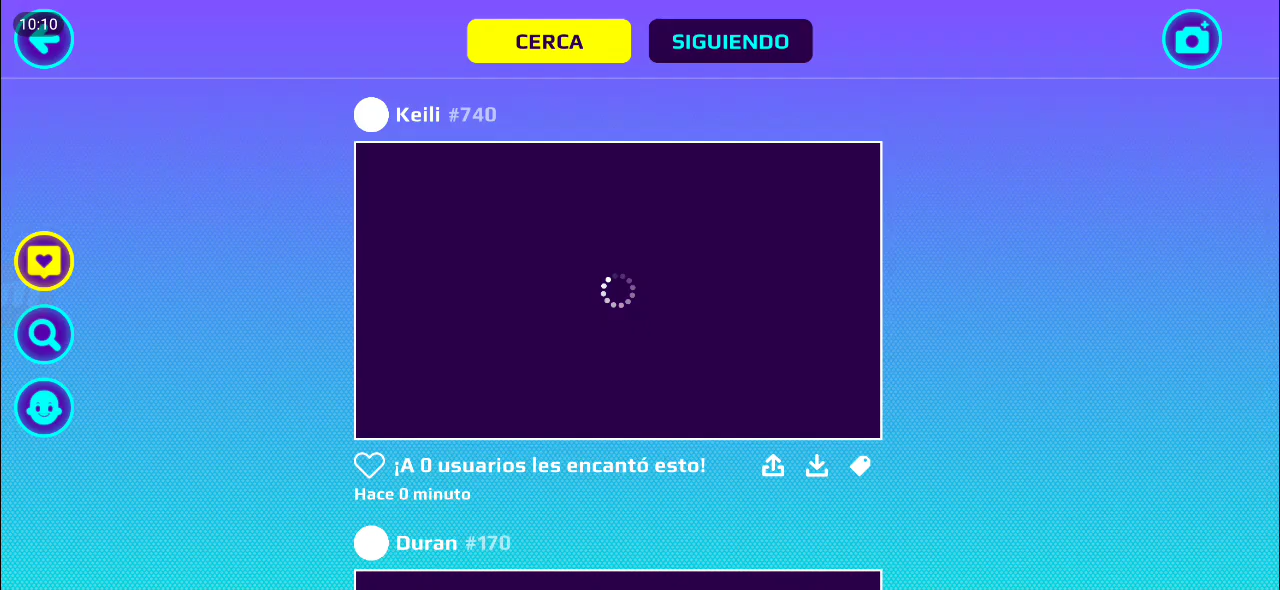 10:10
CERCA
SIGUIENDO
Keili #740
¡A 0 usuarios les encantó esto!
Hace 0 minuto
Duran #170